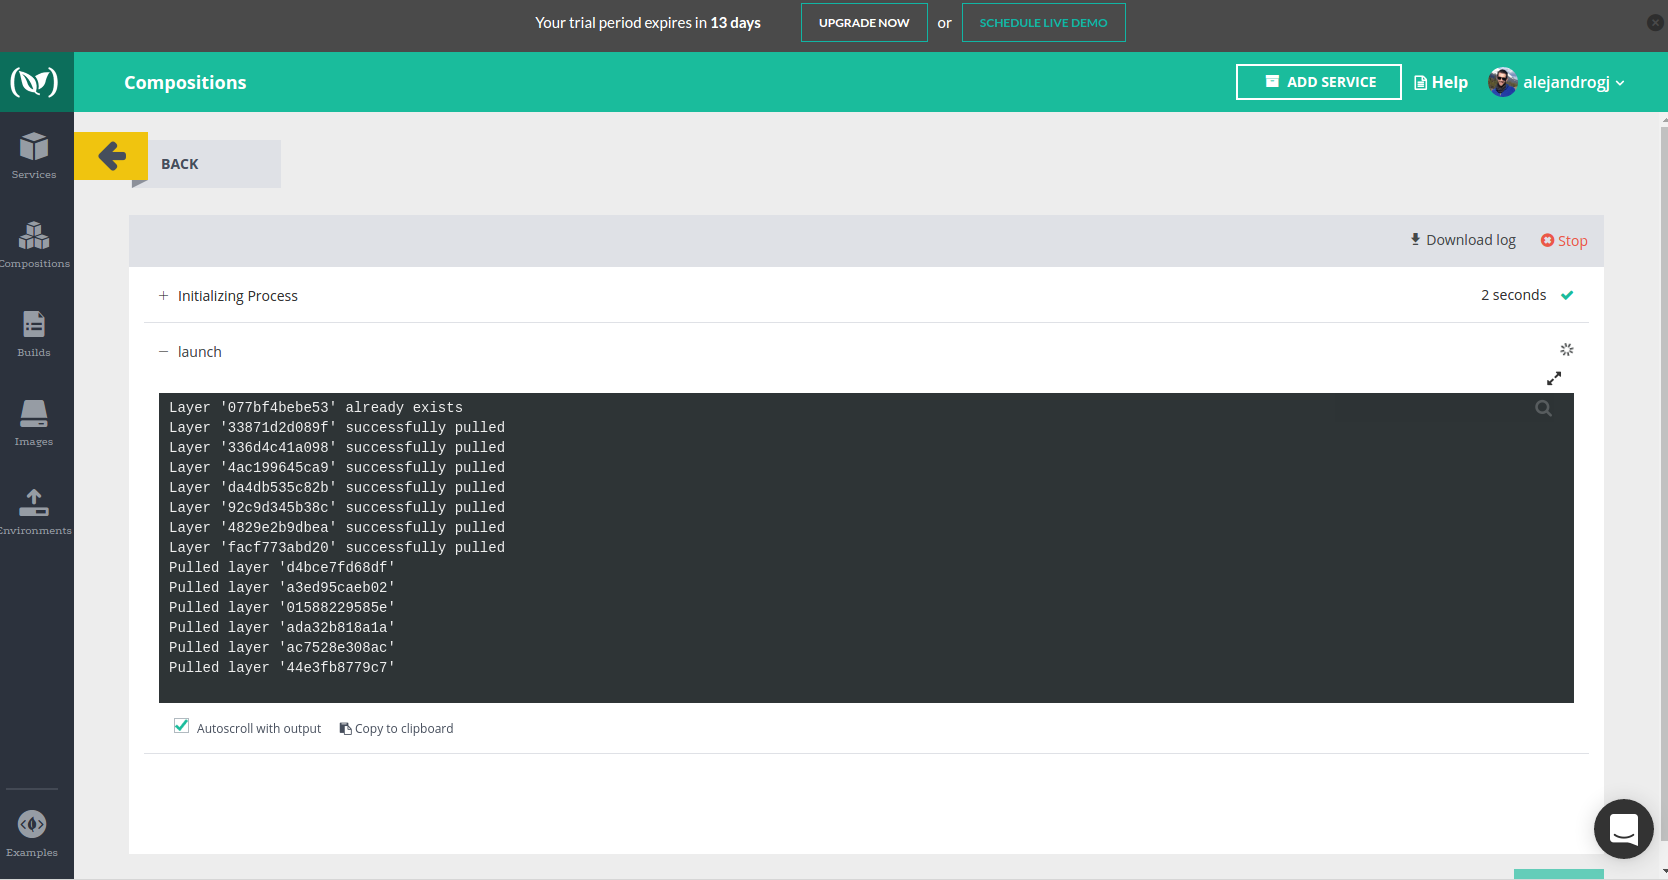 Your trial period expires in 13 days
UPGRADE NOW
or
SCHEDULE LIVE DEMO
Compositions
ADD SERVICE
Help
alejandrogj
Services
Compositions
Builds
Images
Environments
Examples
BACK
Download log
Stop
+ Initializing Process
2 seconds
− launch
Layer '077bf4bebe53' already exists
Layer '33871d2d089f' successfully pulled
Layer '336d4c41a098' successfully pulled
Layer '4ac199645ca9' successfully pulled
Layer 'da4db535c82b' successfully pulled
Layer '92c9d345b38c' successfully pulled
Layer '4829e2b9dbea' successfully pulled
Layer 'facf773abd20' successfully pulled
Pulled layer 'd4bce7fd68df'
Pulled layer 'a3ed95caeb02'
Pulled layer '01588229585e'
Pulled layer 'ada32b818a1a'
Pulled layer 'ac7528e308ac'
Pulled layer '44e3fb8779c7'
Autoscroll with output
Copy to clipboard